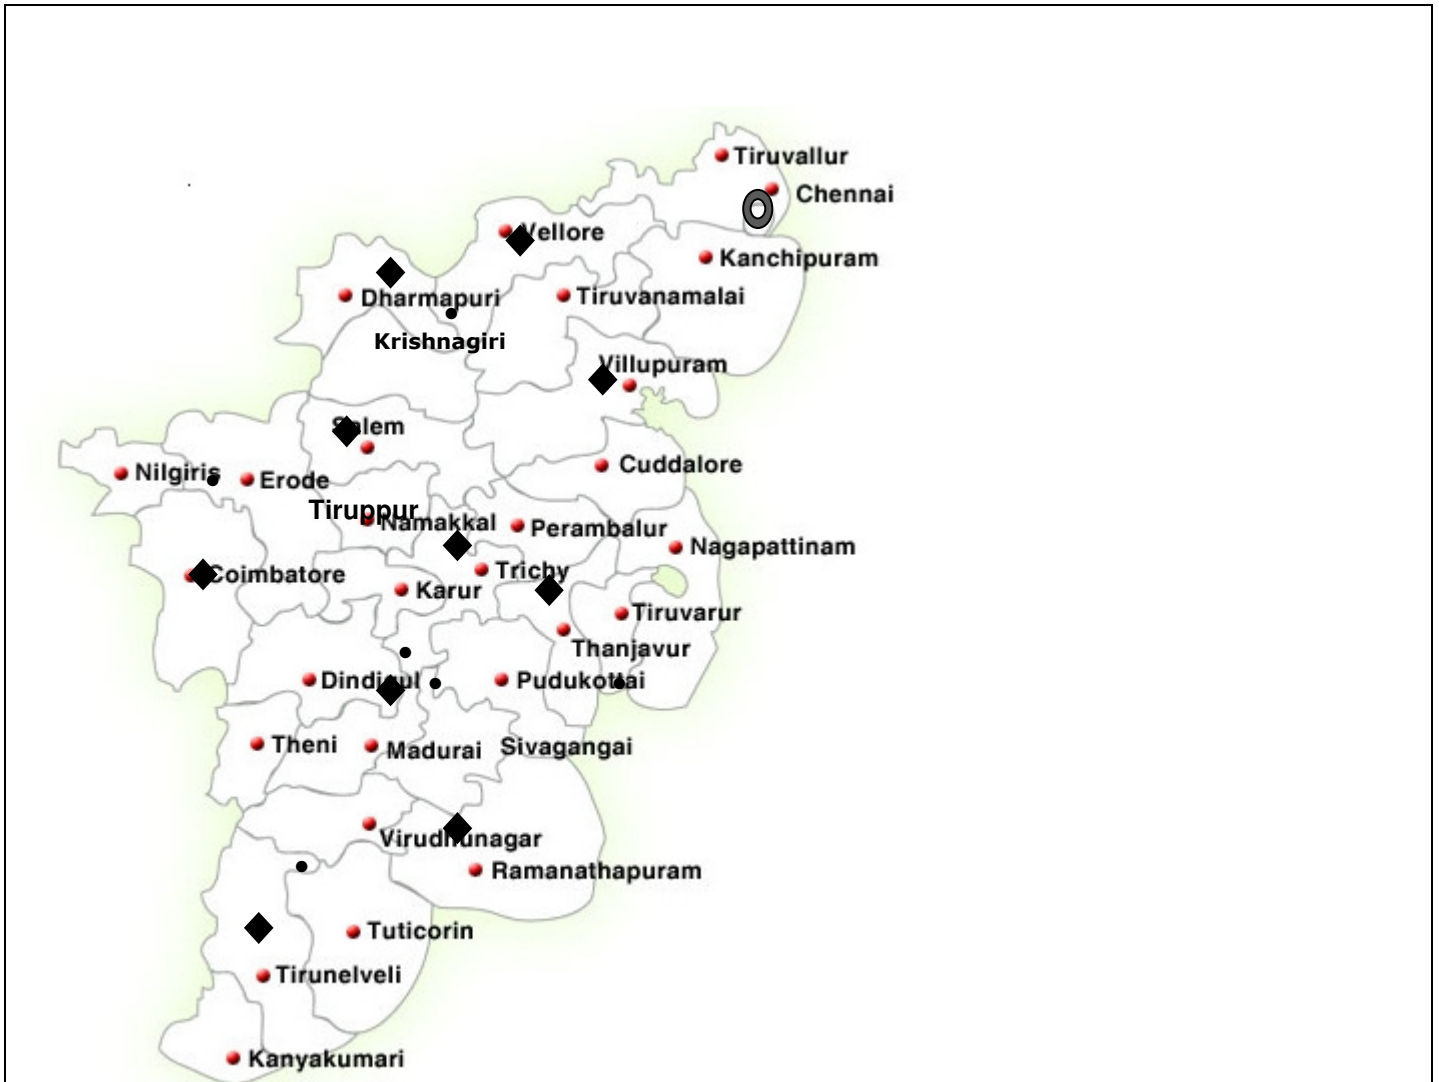 Tiruvallur
Chennai
Vellore
Kanchipuram
Dharmapuri
Tiruvanamalai
Krishnagiri
Villupuram
Salem
Cuddalore
Nilgiris
Erode
Tiruppur
Namakkal
Perambalur
Nagapattinam
Coimbatore
Trichy
Karur
Tiruvarur
Thanjavur
Dindigul
Pudukottai
Theni
Madurai
Sivagangai
Virudhunagar
Ramanathapuram
Tuticorin
Tirunelveli
Kanyakumari